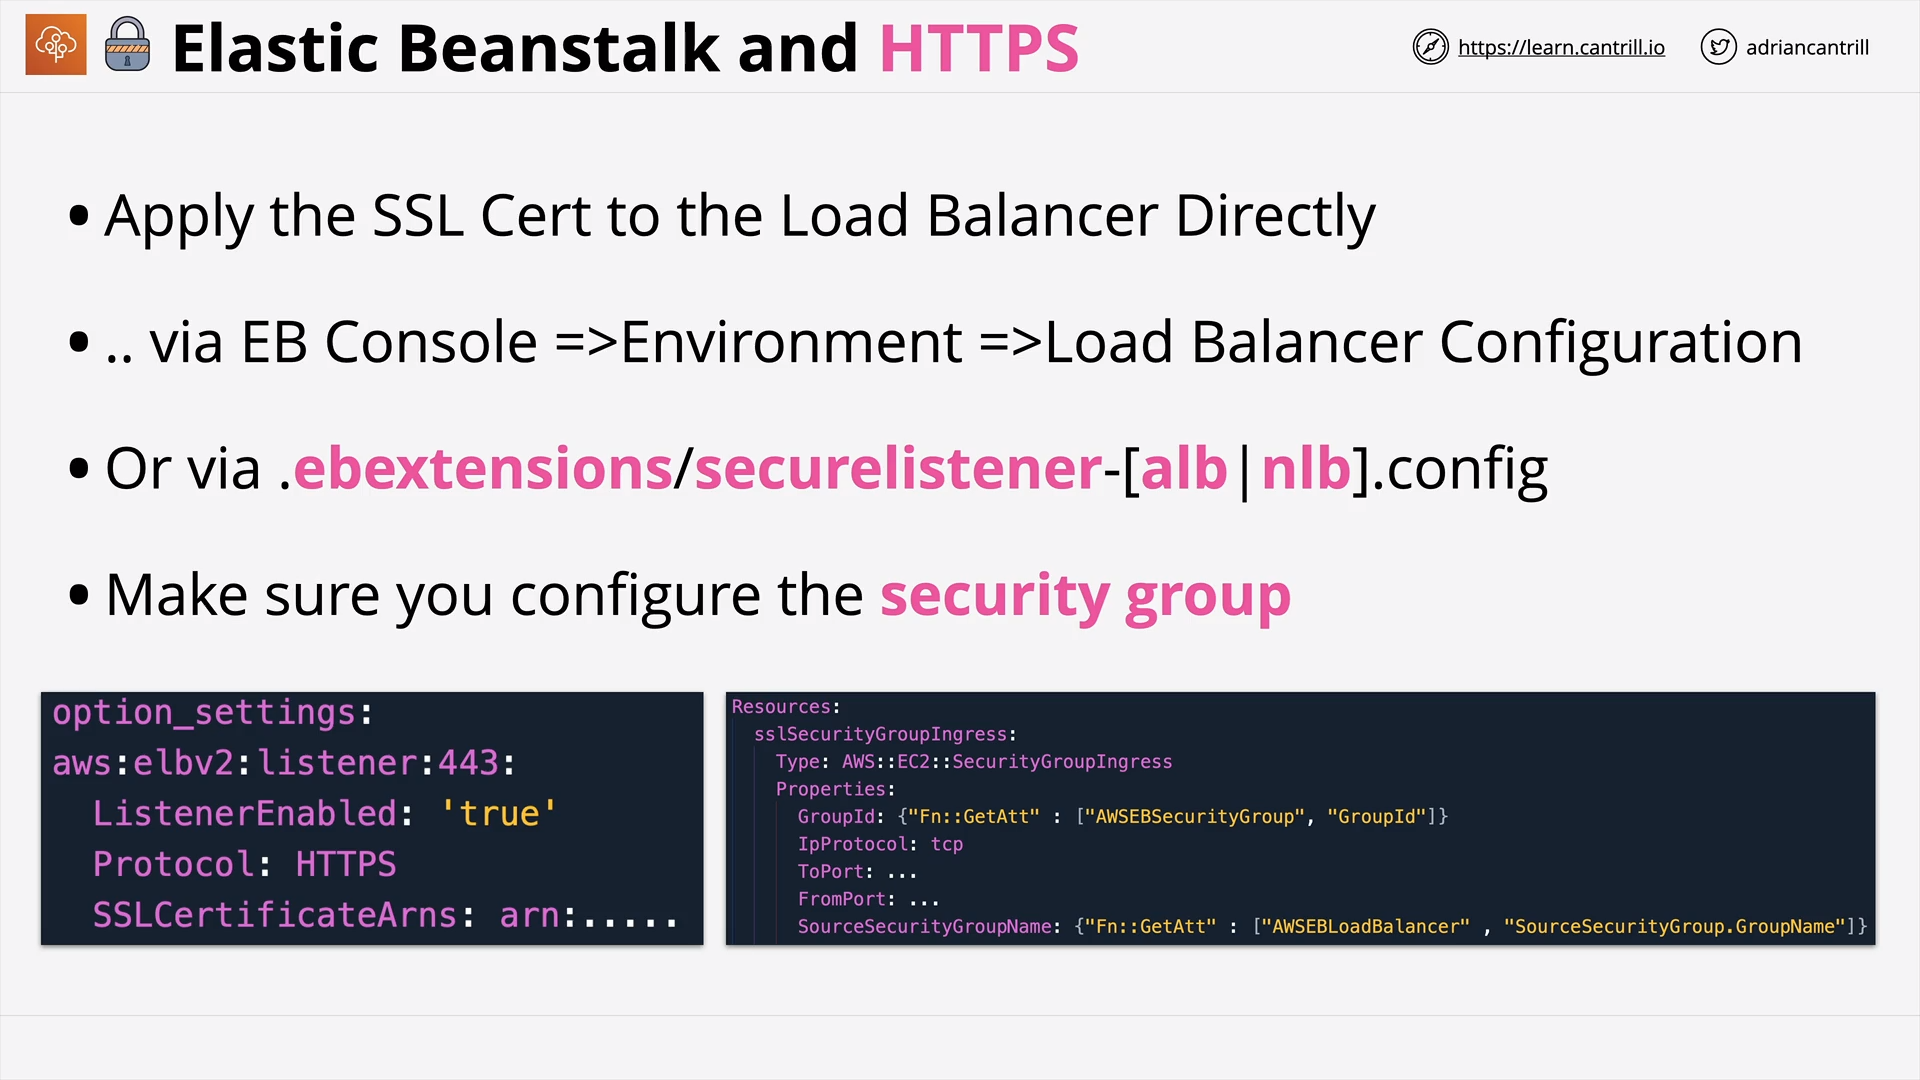 Elastic Beanstalk and HTTPS
https://learn.cantrill.io
adriancantrill
• Apply the SSL Cert to the Load Balancer Directly
• .. via EB Console =>Environment =>Load Balancer Configuration
• Or via .ebextensions/securelistener-[alb|nlb].config
• Make sure you configure the security group
option_settings:
aws:elbv2:listener:443:
  ListenerEnabled: 'true'
  Protocol: HTTPS
  SSLCertificateArns: arn:.....
Resources:
  sslSecurityGroupIngress:
    Type: AWS::EC2::SecurityGroupIngress
    Properties:
      GroupId: {"Fn::GetAtt" : ["AWSEBSecurityGroup", "GroupId"]}
      IpProtocol: tcp
      ToPort: ...
      FromPort: ...
      SourceSecurityGroupName: {"Fn::GetAtt" : ["AWSEBLoadBalancer" , "SourceSecurityGroup.GroupName"]}